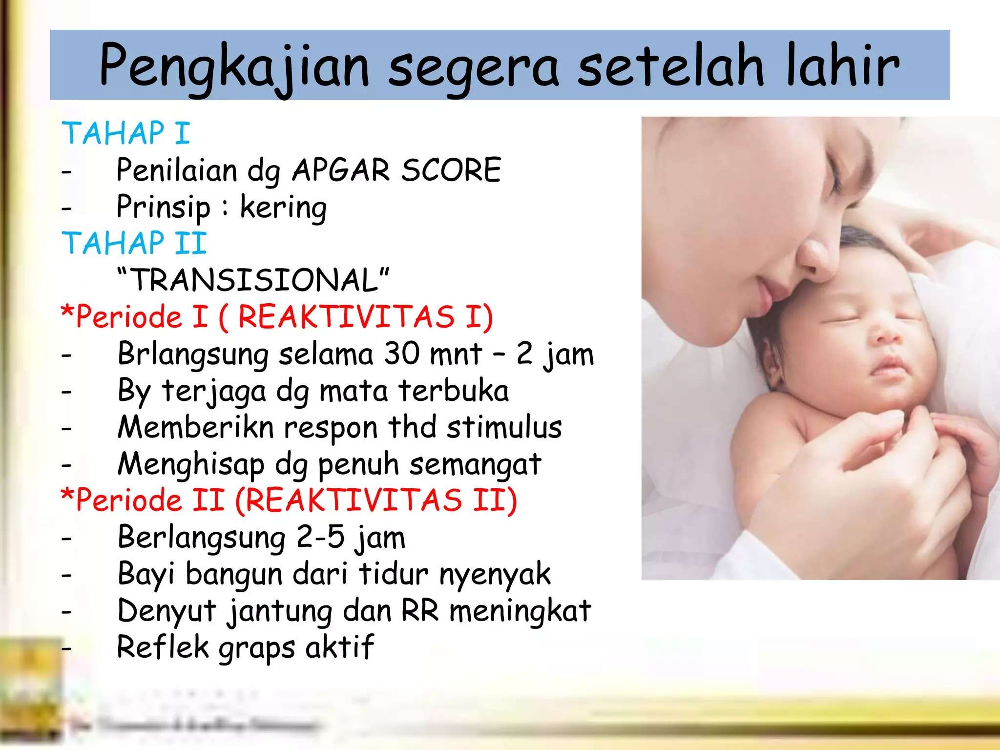 Pengkajian segera setelah lahir
TAHAP I
- Penilaian dg APGAR SCORE
- Prinsip : kering
TAHAP II
“TRANSISIONAL”
*Periode I ( REAKTIVITAS I)
- Brlangsung selama 30 mnt – 2 jam
- By terjaga dg mata terbuka
- Memberikn respon thd stimulus
- Menghisap dg penuh semangat
*Periode II (REAKTIVITAS II)
- Berlangsung 2-5 jam
- Bayi bangun dari tidur nyenyak
- Denyut jantung dan RR meningkat
- Reflek graps aktif